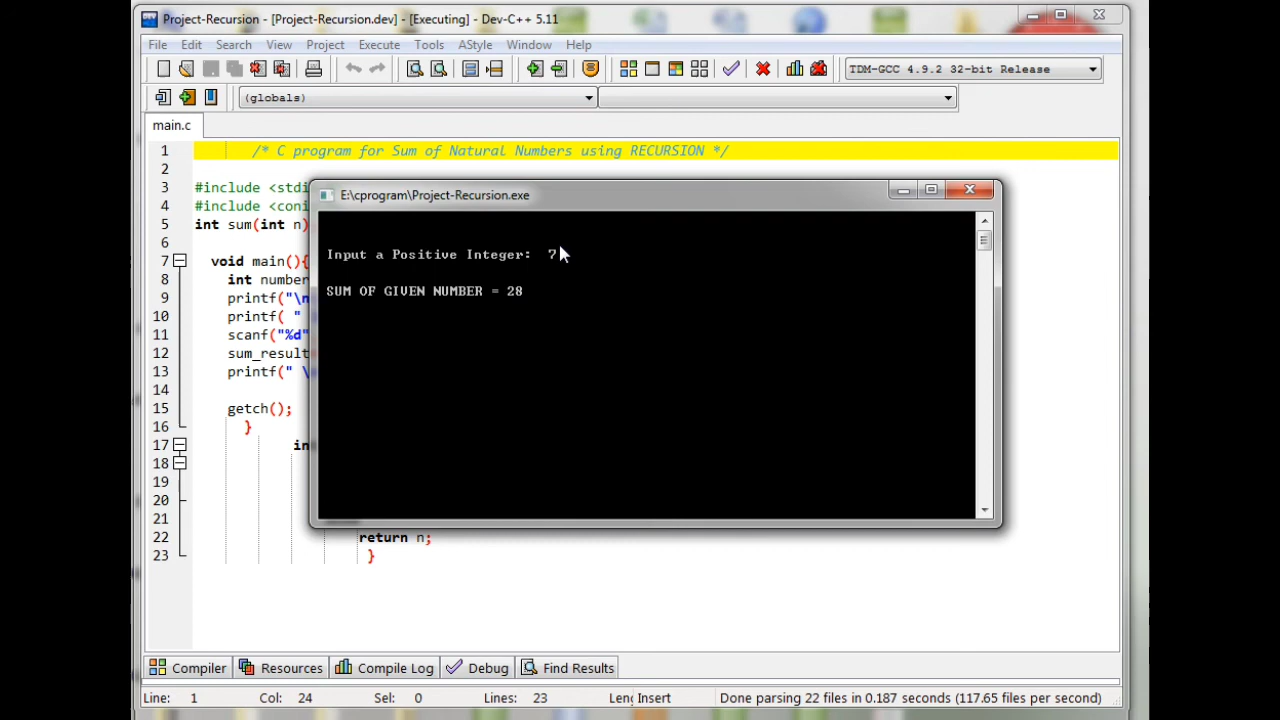 Project-Recursion - [Project-Recursion.dev] - [Executing] - Dev-C++ 5.11
File Edit Search View Project Execute Tools AStyle Window Help
TDM-GCC 4.9.2 32-bit Release
(globals)
main.c
1 /* C program for Sum of Natural Numbers using RECURSION */
2
3 #include <stdi
4 #include <coni
5 int sum(int n)
6
7 void main(){
8 int number
9 printf("\n
10 printf( "
11 scanf("%d"
12 sum_result
13 printf(" \
14
15 getch();
16 }
17 in
18
19
20
21
22 return n;
23 }
E:\cprogram\Project-Recursion.exe
Input a Positive Integer: 7
SUM OF GIVEN NUMBER = 28
Compiler Resources Compile Log Debug Find Results
Line: 1 Col: 24 Sel: 0 Lines: 23 Leng Insert Done parsing 22 files in 0.187 seconds (117.65 files per second)